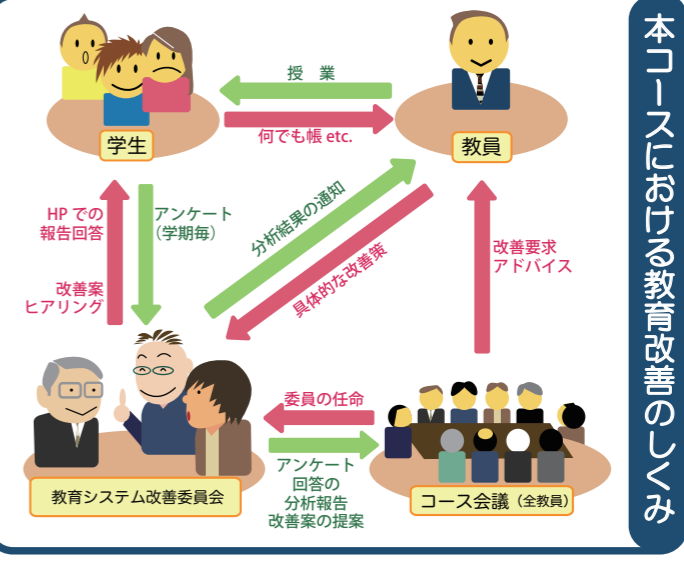 本コースにおける教育改善のしくみ
授　業
何でも帳 etc.
学生
教員
HP での
報告回答
改善案
ヒアリング
アンケート
（学期毎）
分析結果の通知
具体的な改善策
改善要求
アドバイス
委員の任命
アンケート
回答の
分析報告
改善案の提案
教育システム改善委員会
コース会議（全教員）